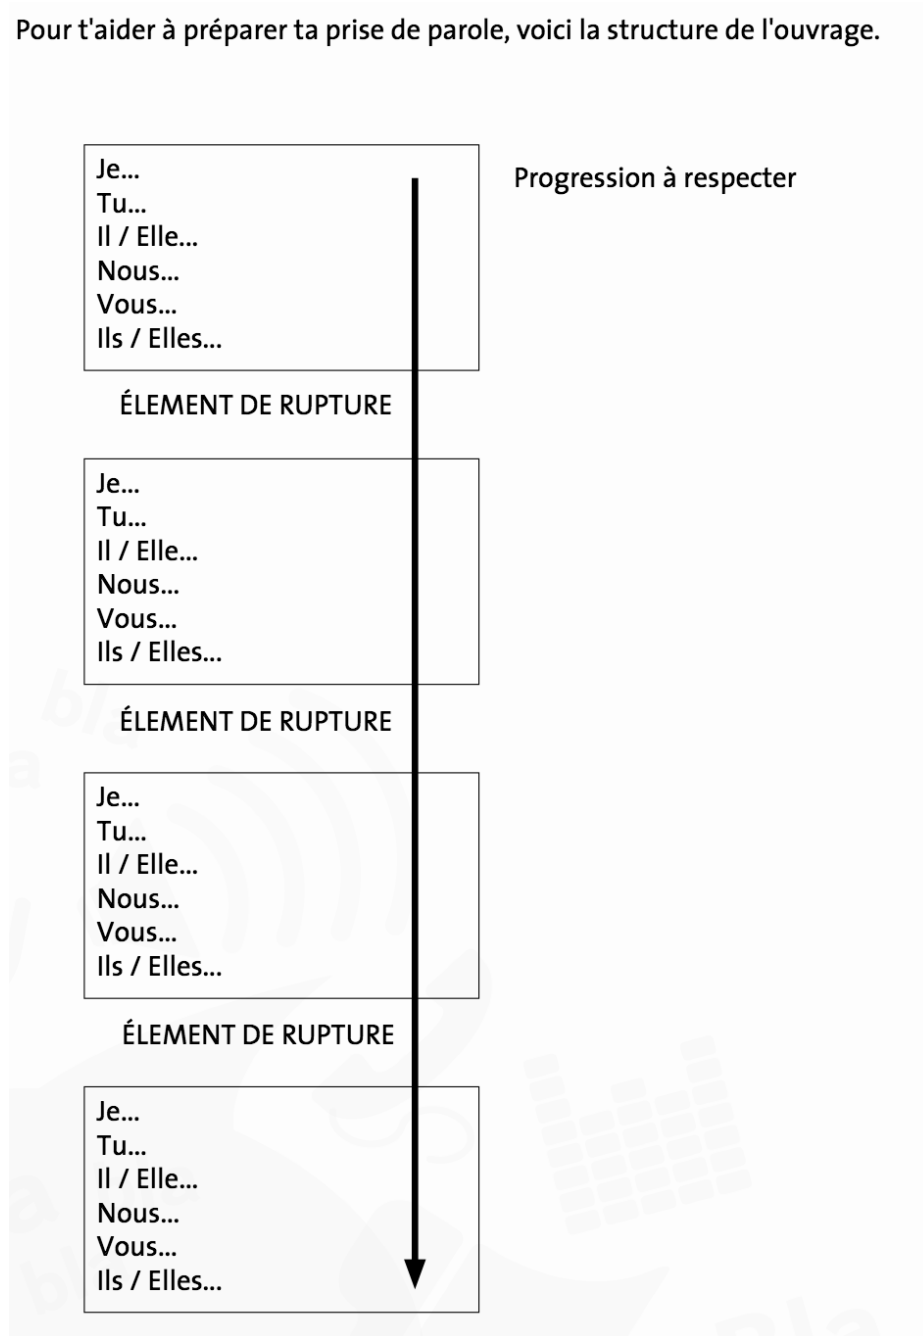 Pour t'aider à préparer ta prise de parole, voici la structure de l'ouvrage.
Je...
Progression à respecter
Tu...
Il / Elle...
Nous...
Vous...
Ils / Elles...
ÉLEMENT DE RUPTURE
Je...
Tu...
Il / Elle...
Nous...
Vous...
Ils / Elles...
bla
ÉLEMENT DE RUPTURE
a
Je...
Tu...
Il / Elle...
Nous...
Vous...
Ils / Elles...
ÉLEMENT DE RUPTURE
Je...
Tu...
Il / Elle...
Nous...
Vous...
Ils / Elles...
Bla